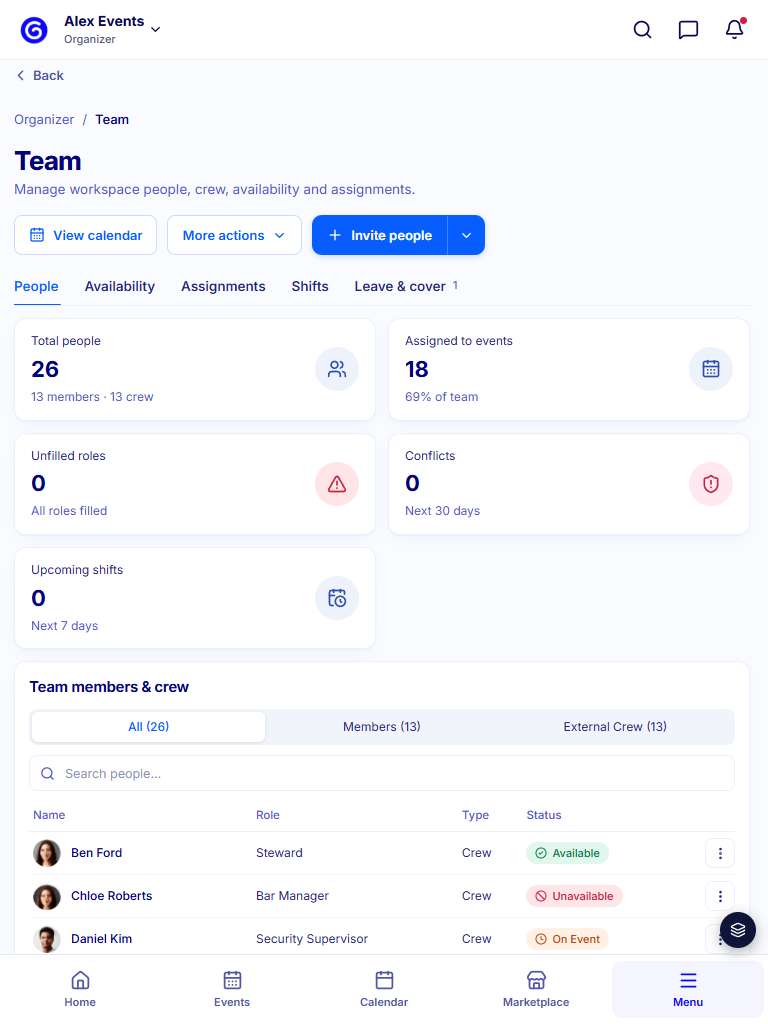 Alex Events
Organizer
Back
Organizer / Team
Team
Manage workspace people, crew, availability and assignments.
View calendar
More actions
Invite people
People Availability Assignments Shifts Leave & cover 1
Total people
26
13 members · 13 crew
Assigned to events
18
69% of team
Unfilled roles
0
All roles filled
Conflicts
0
Next 30 days
Upcoming shifts
0
Next 7 days
Team members & crew
All (26) Members (13) External Crew (13)
Search people...
Name Role Type Status
Ben Ford Steward Crew Available
Chloe Roberts Bar Manager Crew Unavailable
Daniel Kim Security Supervisor Crew On Event
Home Events Calendar Marketplace Menu